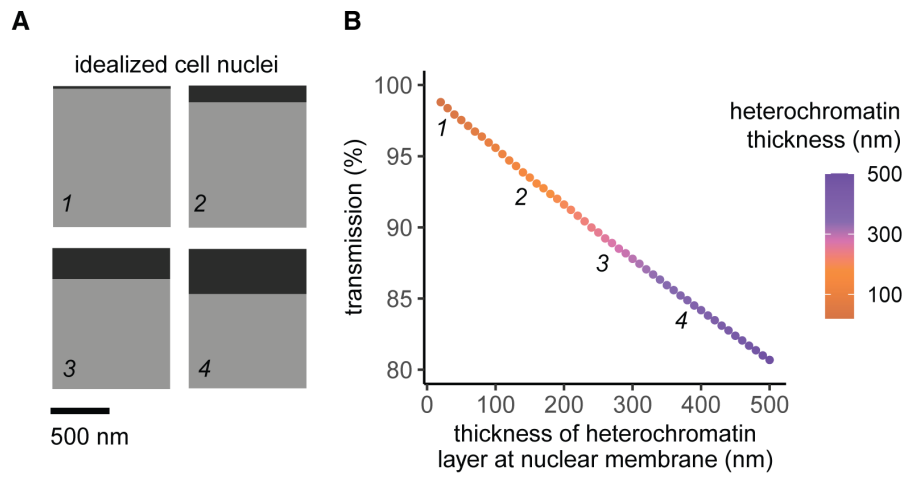 A
idealized cell nuclei
1
2
3
4
500 nm
B
transmission (%)
100
95
90
85
80
1
2
3
4
0
100
200
300
400
500
thickness of heterochromatin
layer at nuclear membrane (nm)
heterochromatin
thickness (nm)
500
300
100